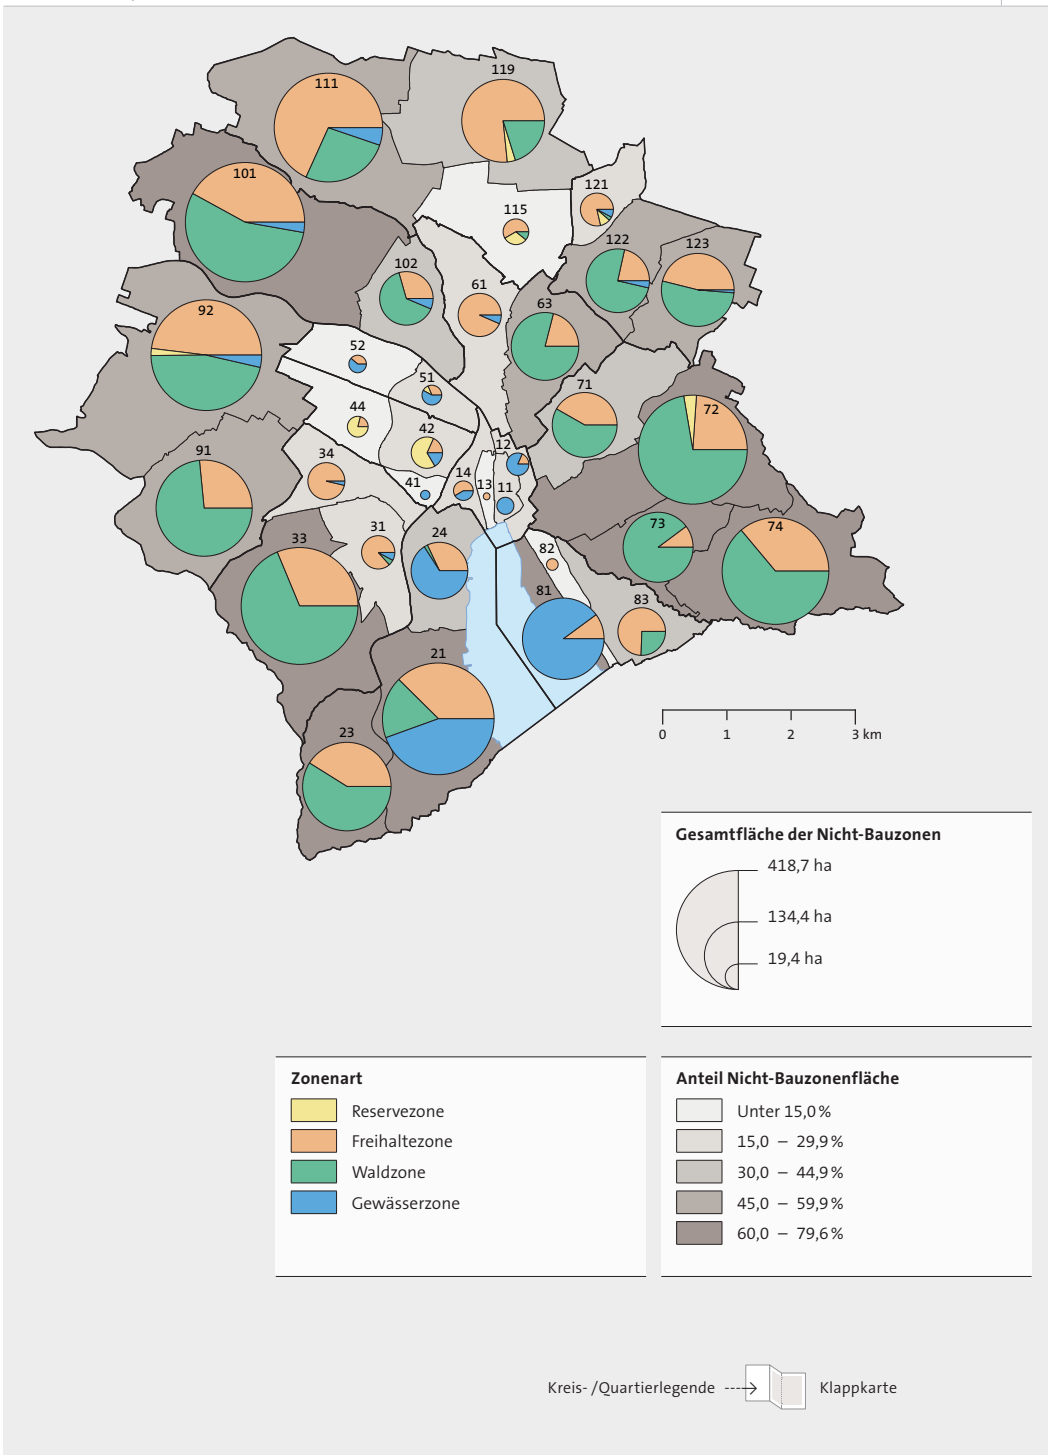 119
111
101
121
115
122
123
102
61
63
92
52
51
71
44
72
42
12
91
34
14
13
11
41
73
74
31
24
33
82
81
83
21
23
0 1 2 3 km
Gesamtfläche der Nicht-Bauzonen
418,7 ha
134,4 ha
19,4 ha
Zonenart
Reservezone
Freihaltezone
Waldzone
Gewässerzone
Anteil Nicht-Bauzonenfläche
Unter 15,0 %
15,0 – 29,9 %
30,0 – 44,9 %
45,0 – 59,9 %
60,0 – 79,6 %
Kreis- /Quartierlegende
Klappkarte